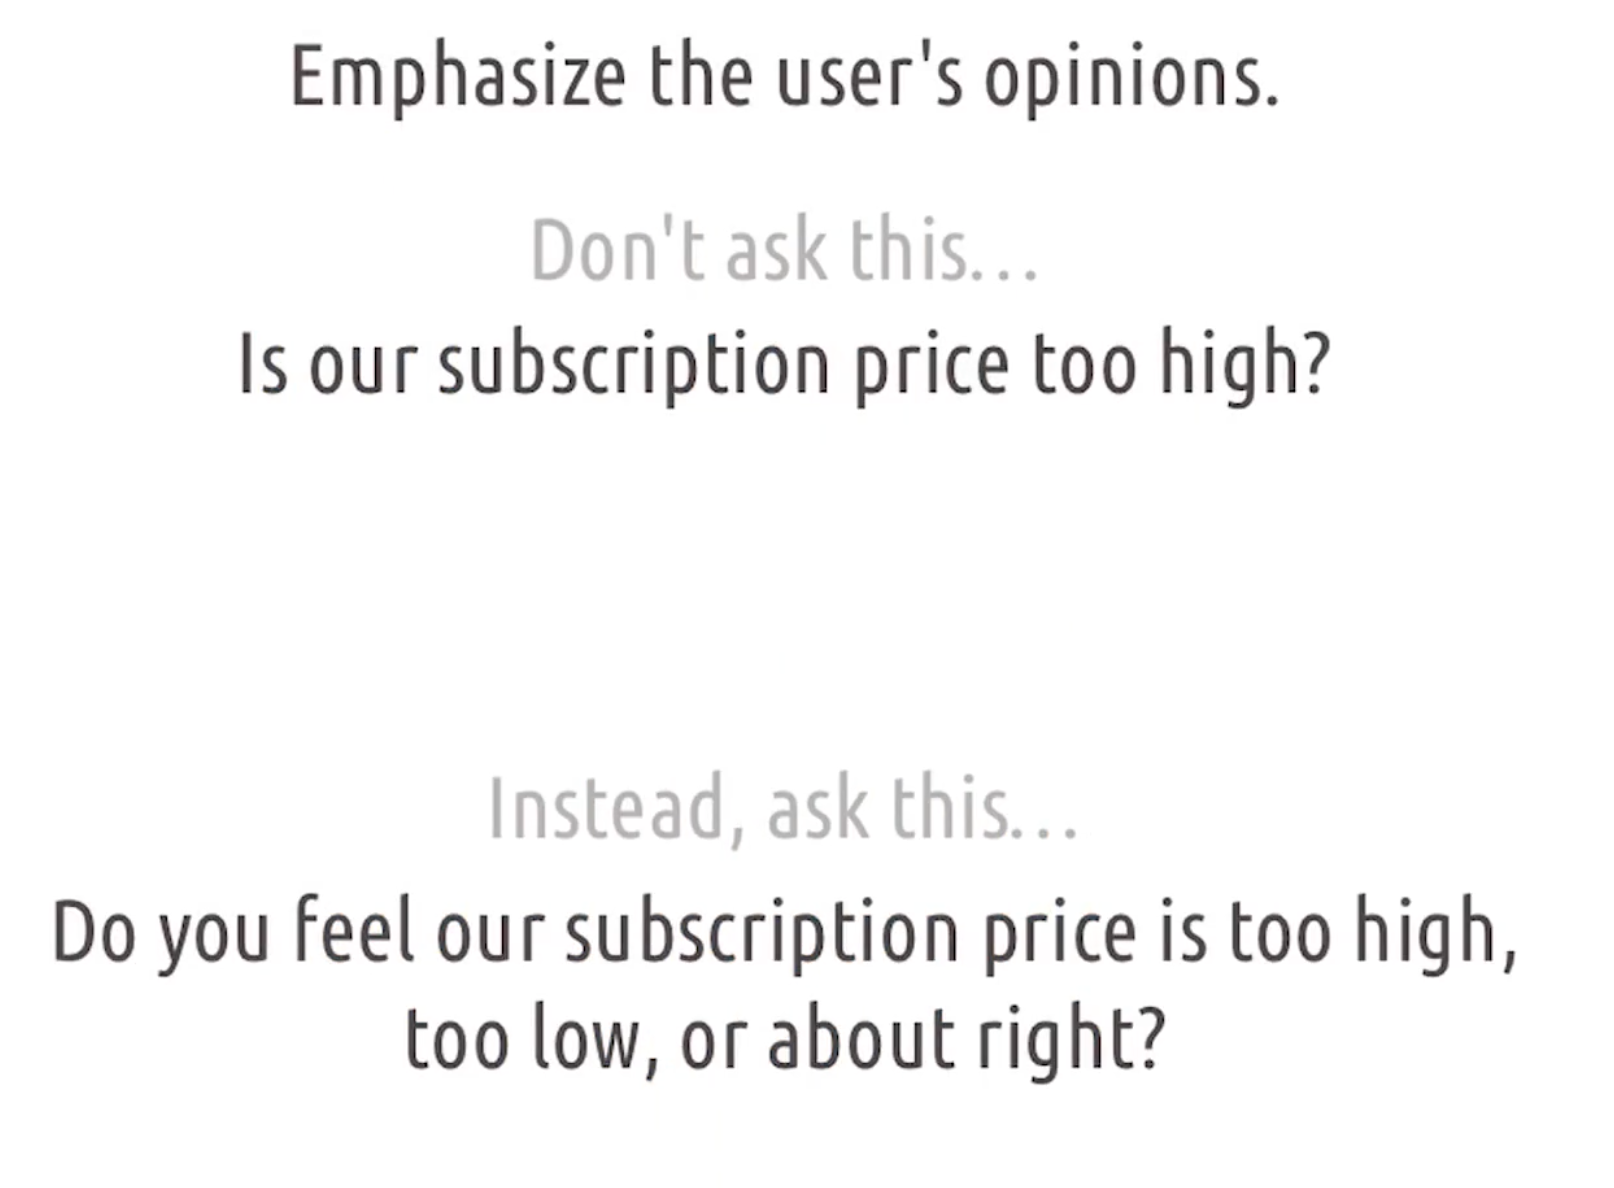 Emphasize the user's opinions.
Don't ask this...
Is our subscription price too high?
Instead, ask this...
Do you feel our subscription price is too high,
too low, or about right?